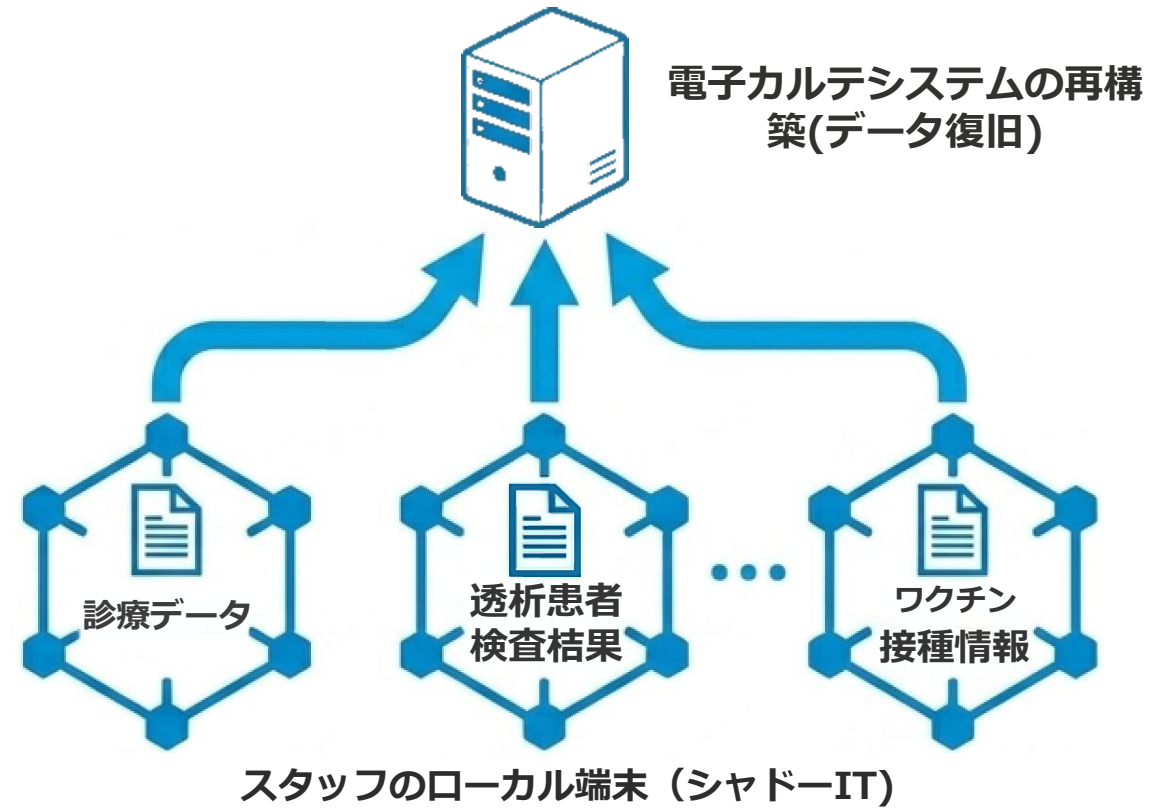 電子カルテシステムの再構
築(データ復旧)
診療データ
透析患者
検査桔果
ワクチン
接種情報
スタッフのローカル端末（シャドーIT)